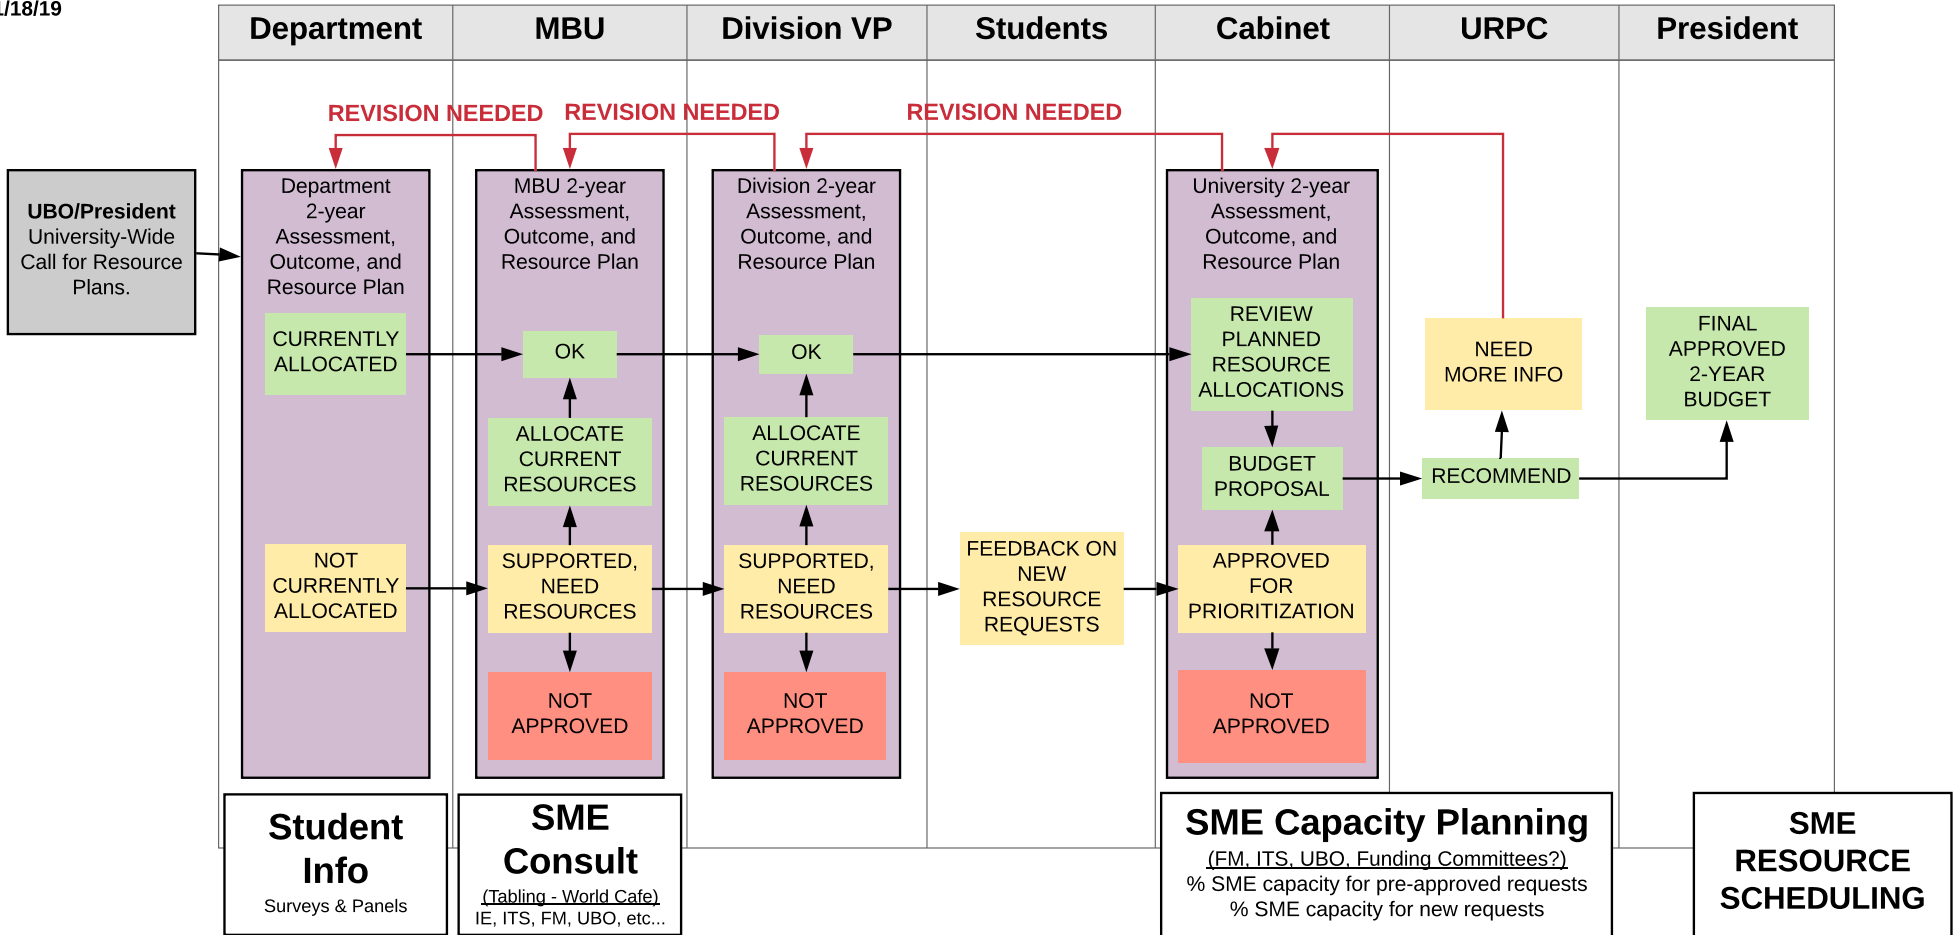 1/18/19
Department
MBU
Division VP
Students
Cabinet
URPC
President
REVISION NEEDED
REVISION NEEDED
REVISION NEEDED
UBO/President
University-Wide
Call for Resource
Plans.
Department
2-year
Assessment,
Outcome, and
Resource Plan
CURRENTLY
ALLOCATED
NOT
CURRENTLY
ALLOCATED
MBU 2-year
Assessment,
Outcome, and
Resource Plan
OK
ALLOCATE
CURRENT
RESOURCES
SUPPORTED,
NEED
RESOURCES
NOT
APPROVED
Division 2-year
Assessment,
Outcome, and
Resource Plan
OK
ALLOCATE
CURRENT
RESOURCES
SUPPORTED,
NEED
RESOURCES
NOT
APPROVED
FEEDBACK ON
NEW
RESOURCE
REQUESTS
University 2-year
Assessment,
Outcome, and
Resource Plan
REVIEW
PLANNED
RESOURCE
ALLOCATIONS
BUDGET
PROPOSAL
APPROVED
FOR
PRIORITIZATION
NOT
APPROVED
NEED
MORE INFO
RECOMMEND
FINAL
APPROVED
2-YEAR
BUDGET
Student
Info
Surveys & Panels
SME
Consult
(Tabling - World Cafe)
IE, ITS, FM, UBO, etc...
SME Capacity Planning
(FM, ITS, UBO, Funding Committees?)
% SME capacity for pre-approved requests
% SME capacity for new requests
SME
RESOURCE
SCHEDULING